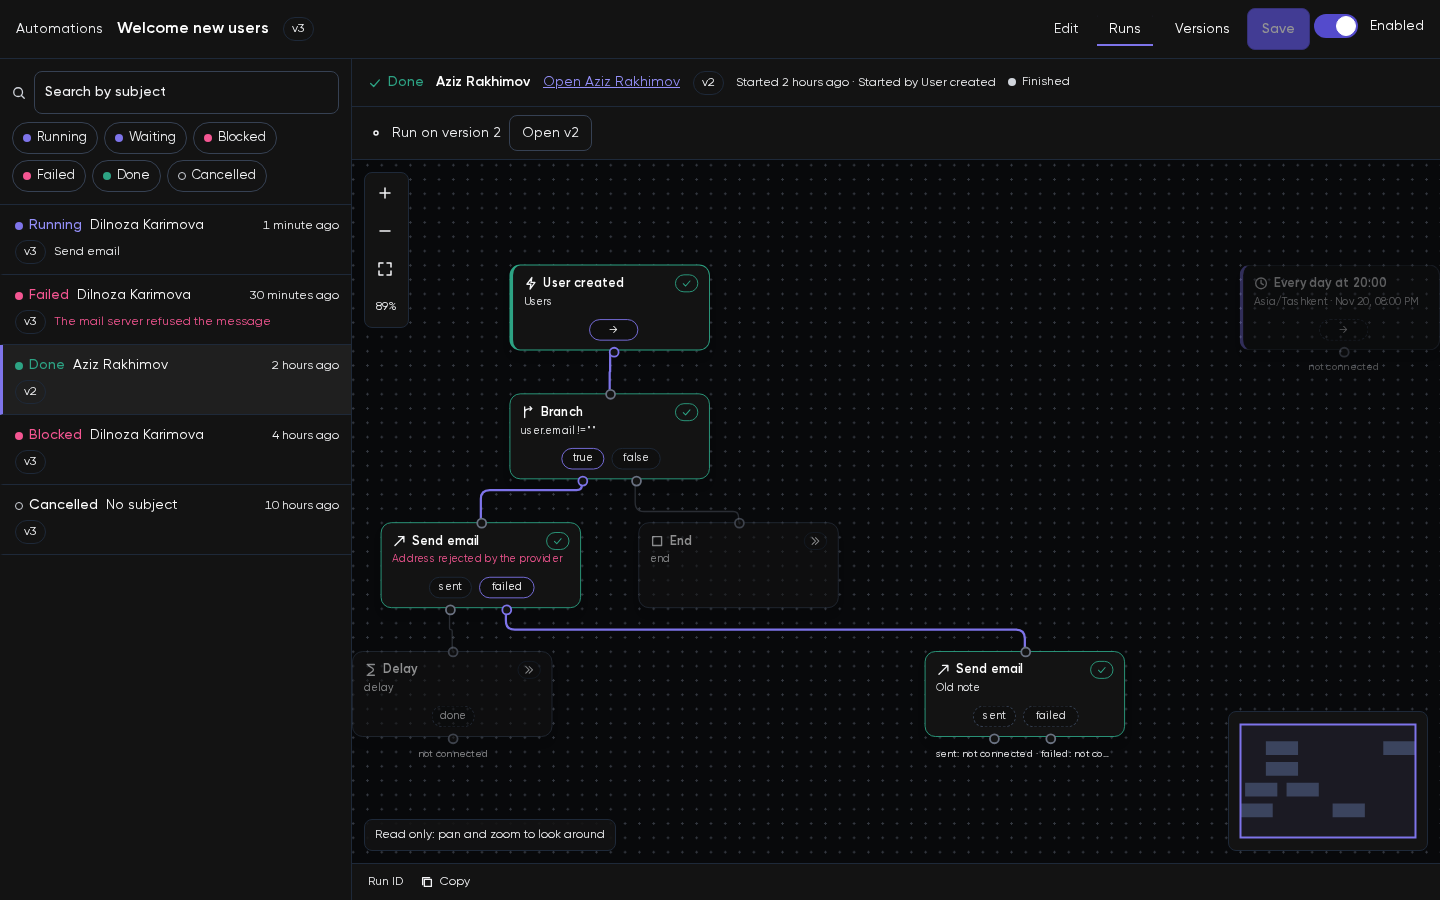 Automations Welcome new users v3 Edit Runs Versions Save Enabled
Search by subject
Running Waiting Blocked
Failed Done Cancelled
Running Dilnoza Karimova 1 minute ago
v3 Send email
Failed Dilnoza Karimova 30 minutes ago
v3 The mail server refused the message
Done Aziz Rakhimov 2 hours ago
v2
Blocked Dilnoza Karimova 4 hours ago
v3
Cancelled No subject 10 hours ago
v3
Done Aziz Rakhimov Open Aziz Rakhimov v2 Started 2 hours ago · Started by User created Finished
Run on version 2 Open v2
89%
User created
Users
Every day at 20:00
Asia/Tashkent · Nov 20, 08:00 PM
not connected
Branch
user.email != ""
true false
Send email
Address rejected by the provider
sent failed
End
end
Delay
delay
done
not connected
Send email
Old note
sent failed
sent: not connected · failed: not co...
Read only: pan and zoom to look around
Run ID Copy